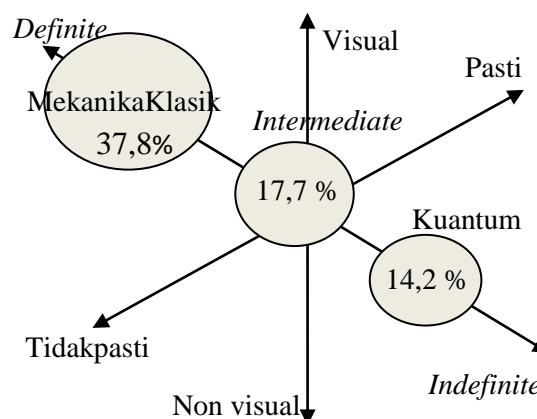 Definite
Visual
Pasti
MekanikaKlasik
37,8%
Intermediate
17,7 %
Kuantum
14,2 %
Tidakpasti
Indefinite
Non visual